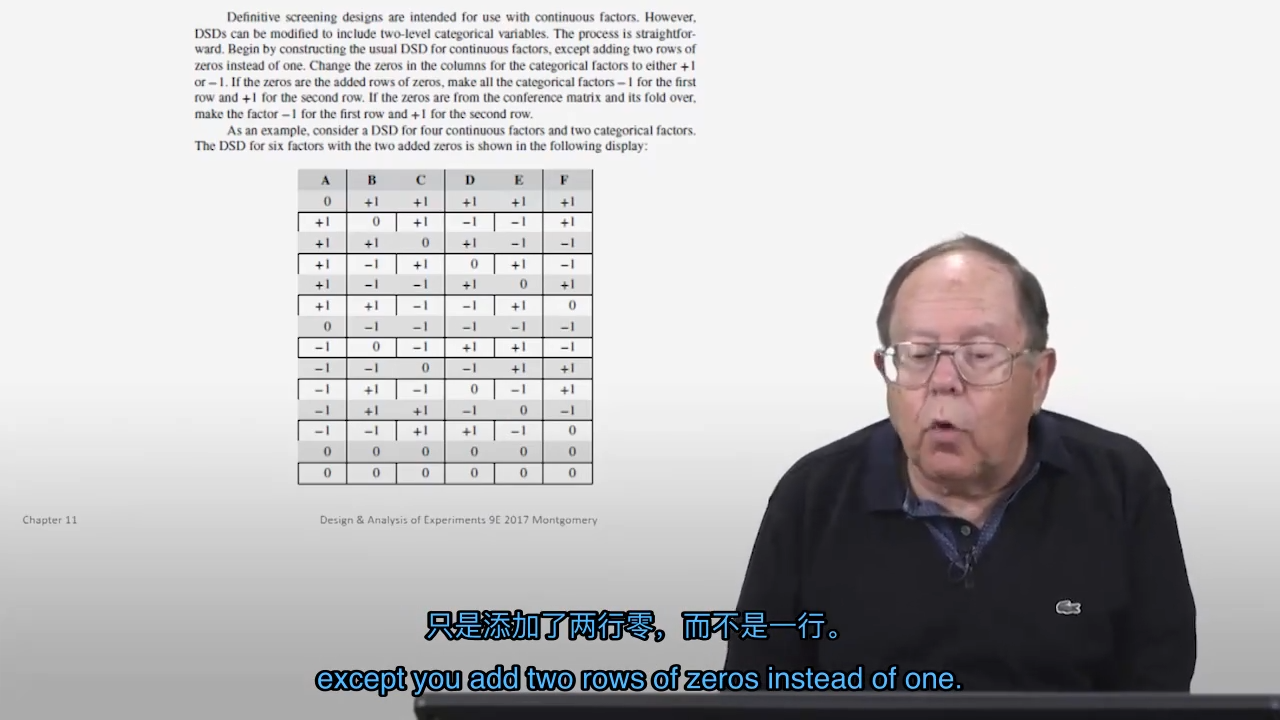 Definitive screening designs are intended for use with continuous factors. However,
DSDs can be modified to include two-level categorical variables. The process is straightfor-
ward. Begin by constructing the usual DSD for continuous factors, except adding two rows of
zeros instead of one. Change the zeros in the columns for the categorical factors to either +1
or −1. If the zeros are the added rows of zeros, make all the categorical factors −1 for the first
row and +1 for the second row. If the zeros are from the conference matrix and its fold over,
make the factor −1 for the first row and +1 for the second row.
As an example, consider a DSD for four continuous factors and two categorical factors.
The DSD for six factors with the two added zeros is shown in the following display:
A B C D E F
0 +1 +1 +1 +1 +1
+1 0 +1 −1 −1 +1
+1 +1 0 +1 −1 −1
+1 −1 +1 0 +1 −1
+1 −1 −1 +1 0 +1
+1 +1 −1 −1 +1 0
0 −1 −1 −1 −1 −1
−1 0 −1 +1 +1 −1
−1 −1 0 −1 +1 +1
−1 +1 −1 0 −1 +1
−1 +1 +1 −1 0 −1
−1 −1 +1 +1 −1 0
0 0 0 0 0 0
0 0 0 0 0 0
Chapter 11
Design & Analysis of Experiments 9E 2017 Montgomery
只是添加了两行零，而不是一行。
except you add two rows of zeros instead of one.